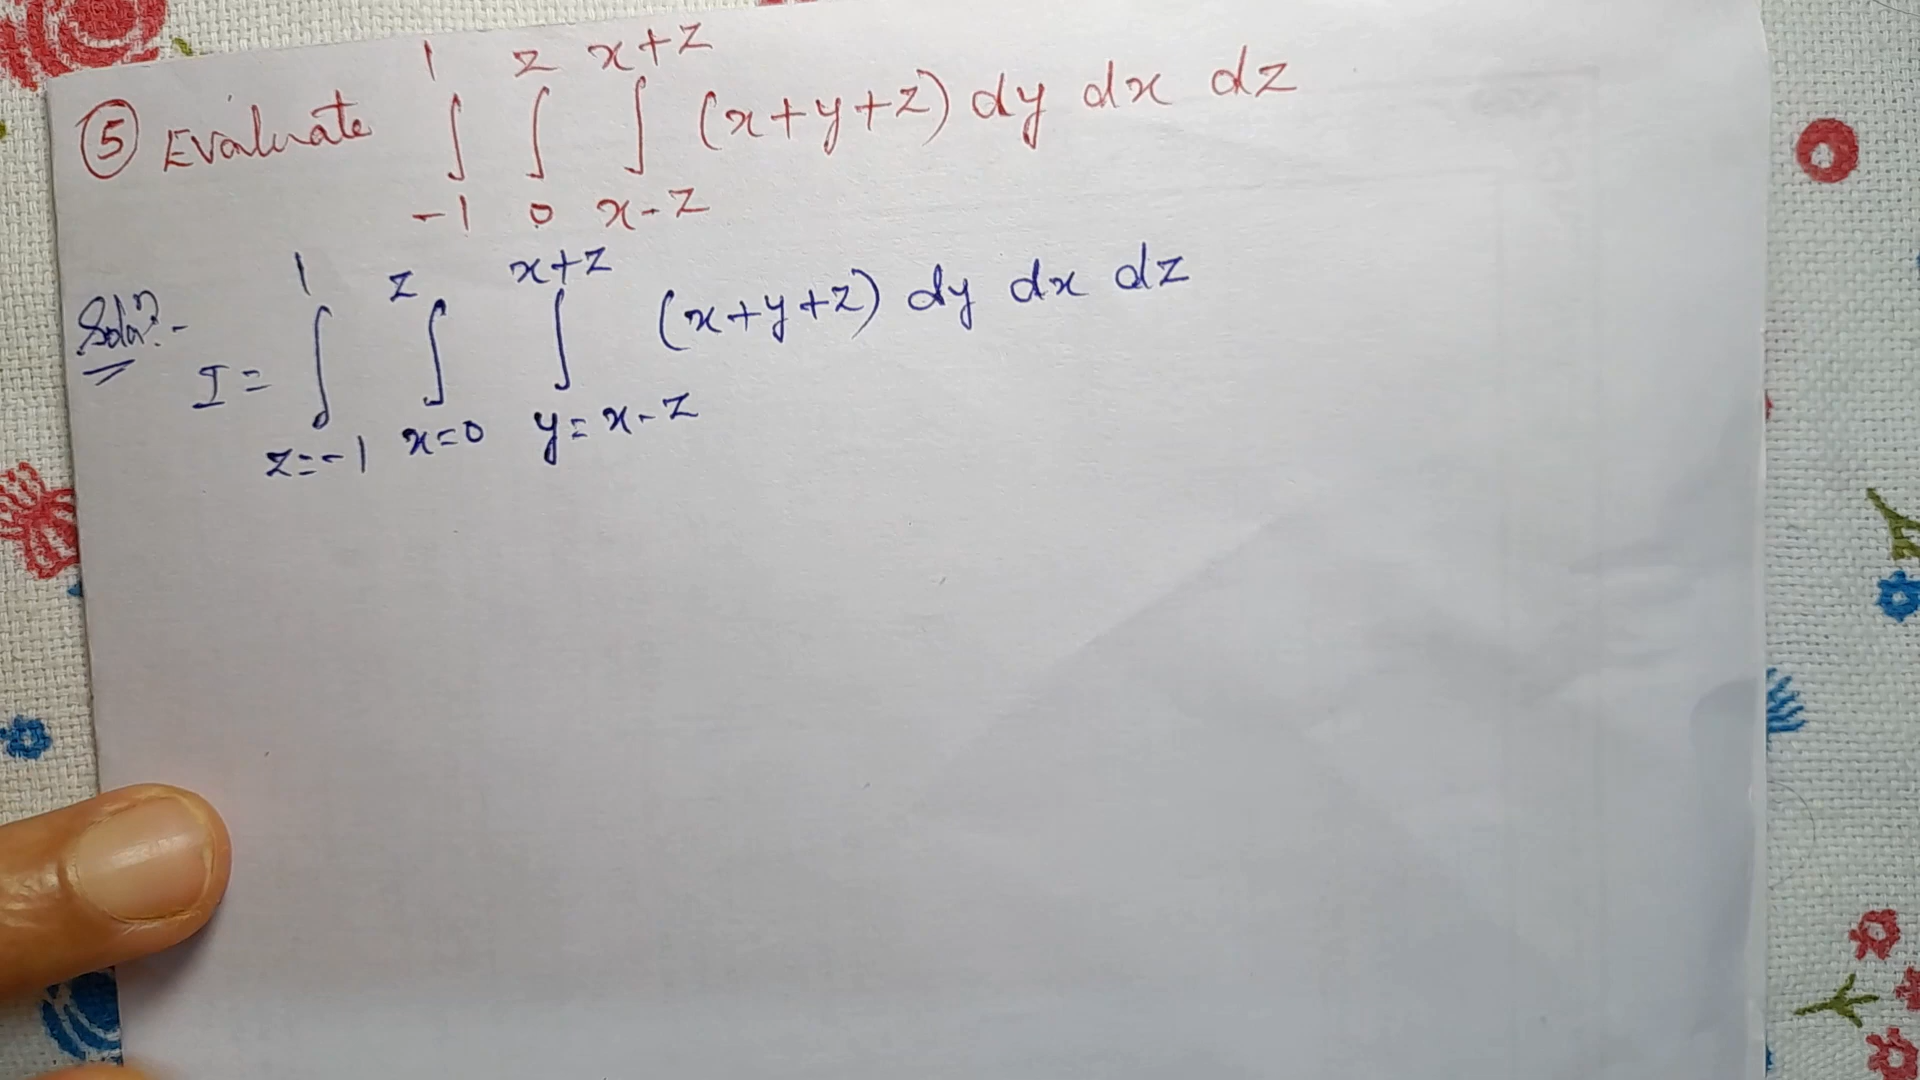 ⑤ Evaluate ∫_{-1}^{1} ∫_{0}^{z} ∫_{x-z}^{x+z} (x+y+z) dy dx dz
Soln:- I = ∫_{z=-1}^{1} ∫_{x=0}^{z} ∫_{y=x-z}^{x+z} (x+y+z) dy dx dz